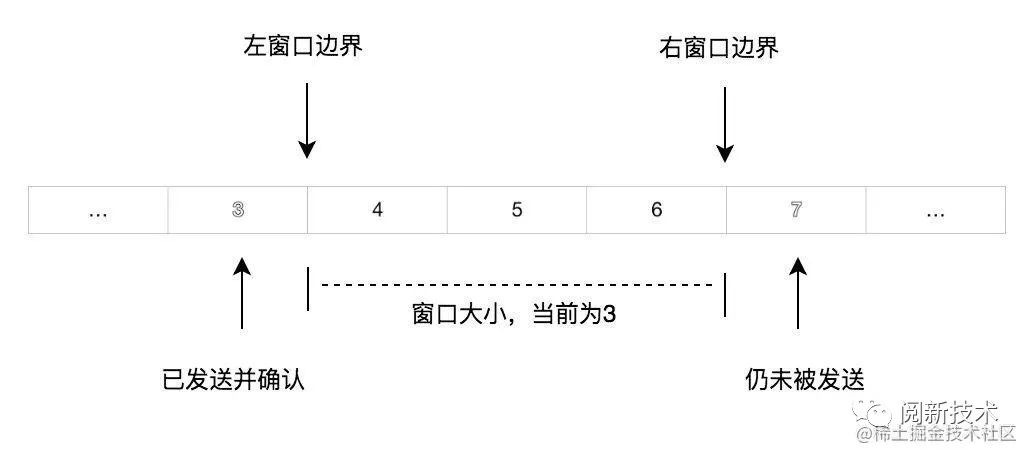 左窗口边界
右窗口边界
... 3 4 5 6 7 ...
窗口大小，当前为3
已发送并确认
仍未被发送
阅新技术
@稀土掘金技术社区